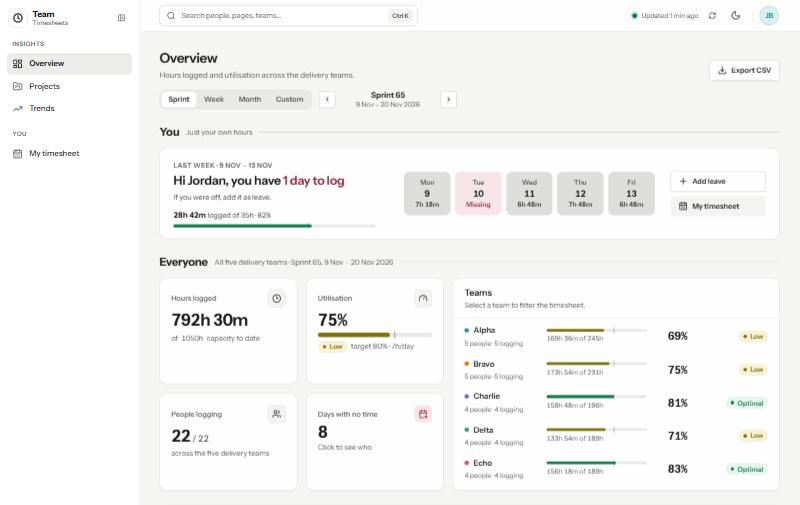 Team
Timesheets
INSIGHTS
Overview
Projects
Trends
YOU
My timesheet
Search people, pages, teams...
Ctrl K
Updated 1 min ago
JB
Overview
Hours logged and utilisation across the delivery teams.
Export CSV
Sprint Week Month Custom
Sprint 65
9 Nov – 20 Nov 2026
You Just your own hours
LAST WEEK · 9 NOV – 13 NOV
Hi Jordan, you have 1 day to log
If you were off, add it as leave.
28h 42m logged of 35h · 82%
Mon
9
7h 18m
Tue
10
Missing
Wed
11
6h 48m
Thu
12
7h 48m
Fri
13
6h 48m
Add leave
My timesheet
Everyone All five delivery teams · Sprint 65, 9 Nov – 20 Nov 2026
Hours logged
792h 30m
of 1050h capacity to date
Utilisation
75%
Low target 80% · 7h/day
People logging
22 / 22
across the five delivery teams
Days with no time
8
Click to see who
Teams
Select a team to filter the timesheet.
Alpha
5 people · 5 logging
169h 36m of 245h
69%
Low
Bravo
5 people · 5 logging
173h 54m of 231h
75%
Low
Charlie
4 people · 4 logging
158h 48m of 196h
81%
Optimal
Delta
4 people · 4 logging
133h 54m of 189h
71%
Low
Echo
4 people · 4 logging
156h 18m of 189h
83%
Optimal